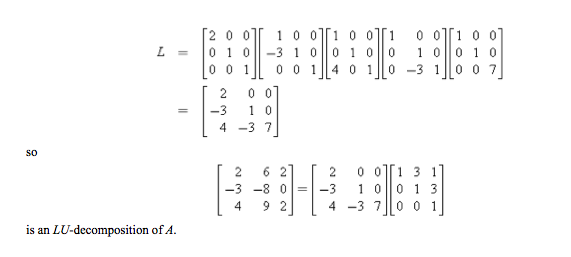 L = [2 0 0; 0 1 0; 0 0 1] [1 0 0; -3 1 0; 0 0 1] [1 0 0; 0 1 0; 4 0 1] [1 0 0; 0 1 0; 0 -3 1] [1 0 0; 0 1 0; 0 0 7]
= [2 0 0; -3 1 0; 4 -3 7]
so
[2 6 2; -3 -8 0; 4 9 2] = [2 0 0; -3 1 0; 4 -3 7] [1 3 1; 0 1 3; 0 0 1]
is an LU-decomposition of A.